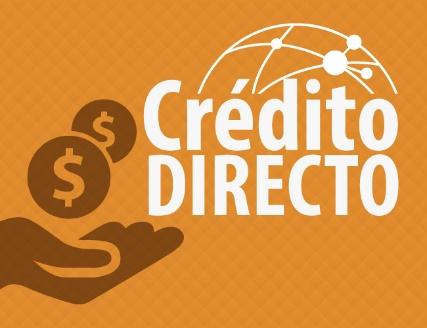 $
$
Crédito
DIRECTO